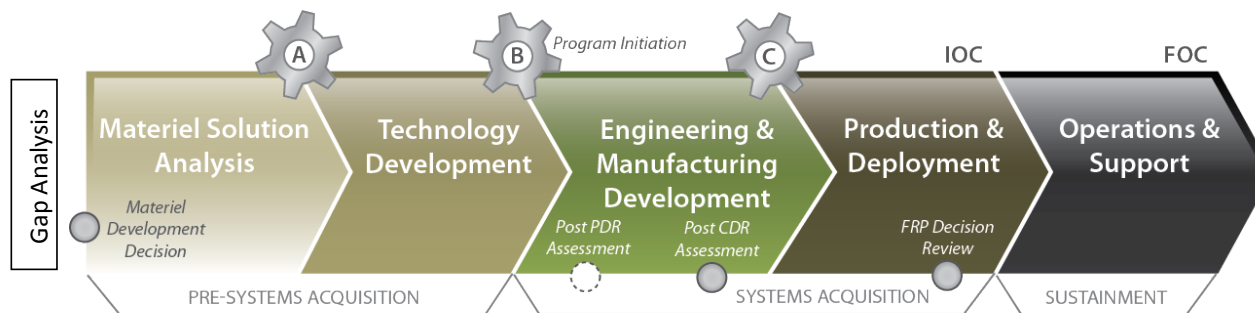 Gap Analysis
A
B
Program Initiation
C
IOC
FOC
Materiel Solution
Analysis
Technology
Development
Engineering &
Manufacturing
Development
Production &
Deployment
Operations &
Support
Materiel
Development
Decision
Post PDR
Assessment
Post CDR
Assessment
FRP Decision
Review
PRE-SYSTEMS ACQUISITION
SYSTEMS ACQUISITION
SUSTAINMENT